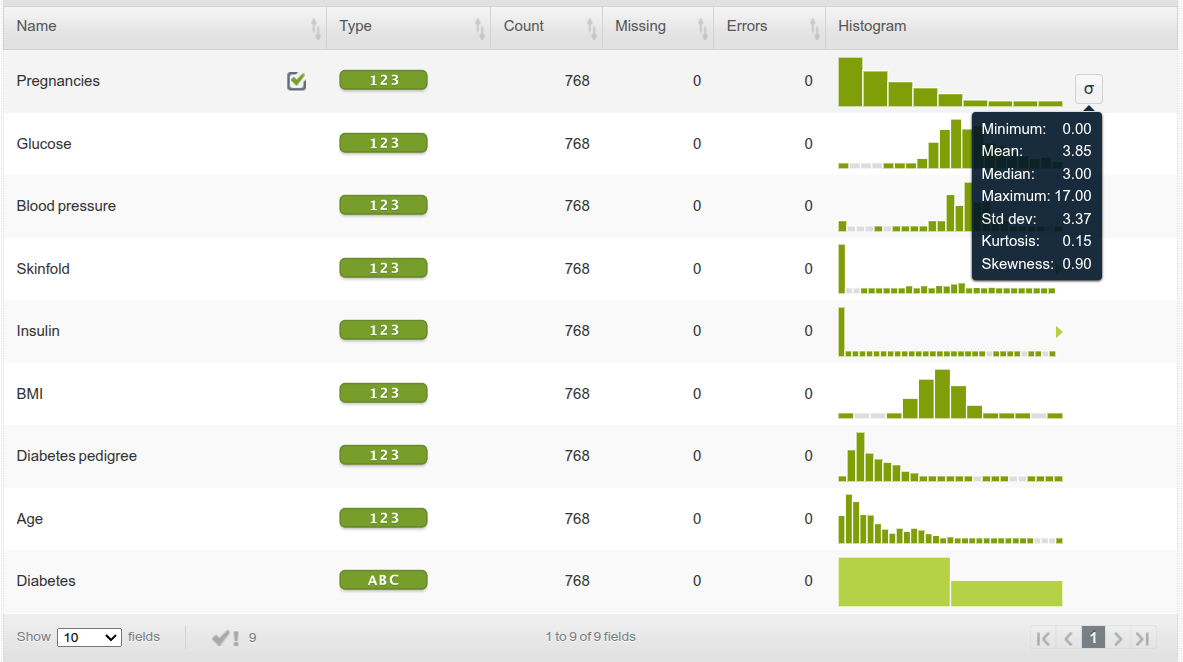 Name Type Count Missing Errors Histogram
Pregnancies 123 768 0 0 σ
Minimum: 0.00
Mean: 3.85
Median: 3.00
Maximum: 17.00
Std dev: 3.37
Kurtosis: 0.15
Skewness: 0.90
Glucose 123 768 0 0
Blood pressure 123 768 0 0
Skinfold 123 768 0 0
Insulin 123 768 0 0
BMI 123 768 0 0
Diabetes pedigree 123 768 0 0
Age 123 768 0 0
Diabetes ABC 768 0 0
Show 10 fields 9 1 to 9 of 9 fields 1